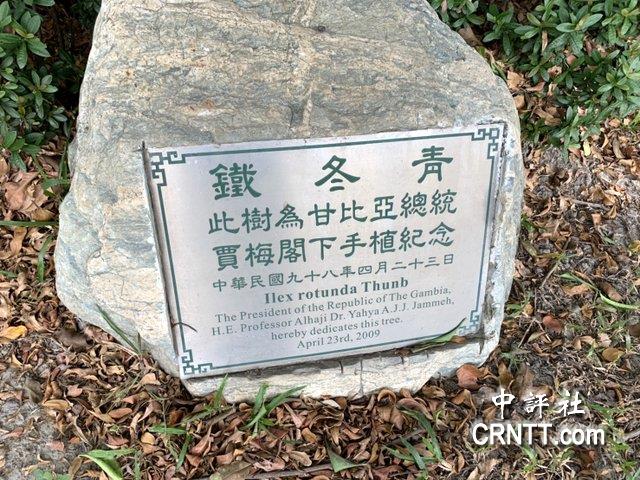 鐵冬青
此樹為甘比亞總統
賈梅閣下手植紀念
中華民國九十八年四月二十三日
Ilex rotunda Thunb
The President of the Republic of The Gambia,
H.E. Professor Alhaji Dr. Yahya A.J.J. Jammeh,
hereby dedicates this tree.
April 23rd, 2009
中評社
CRNTT.com